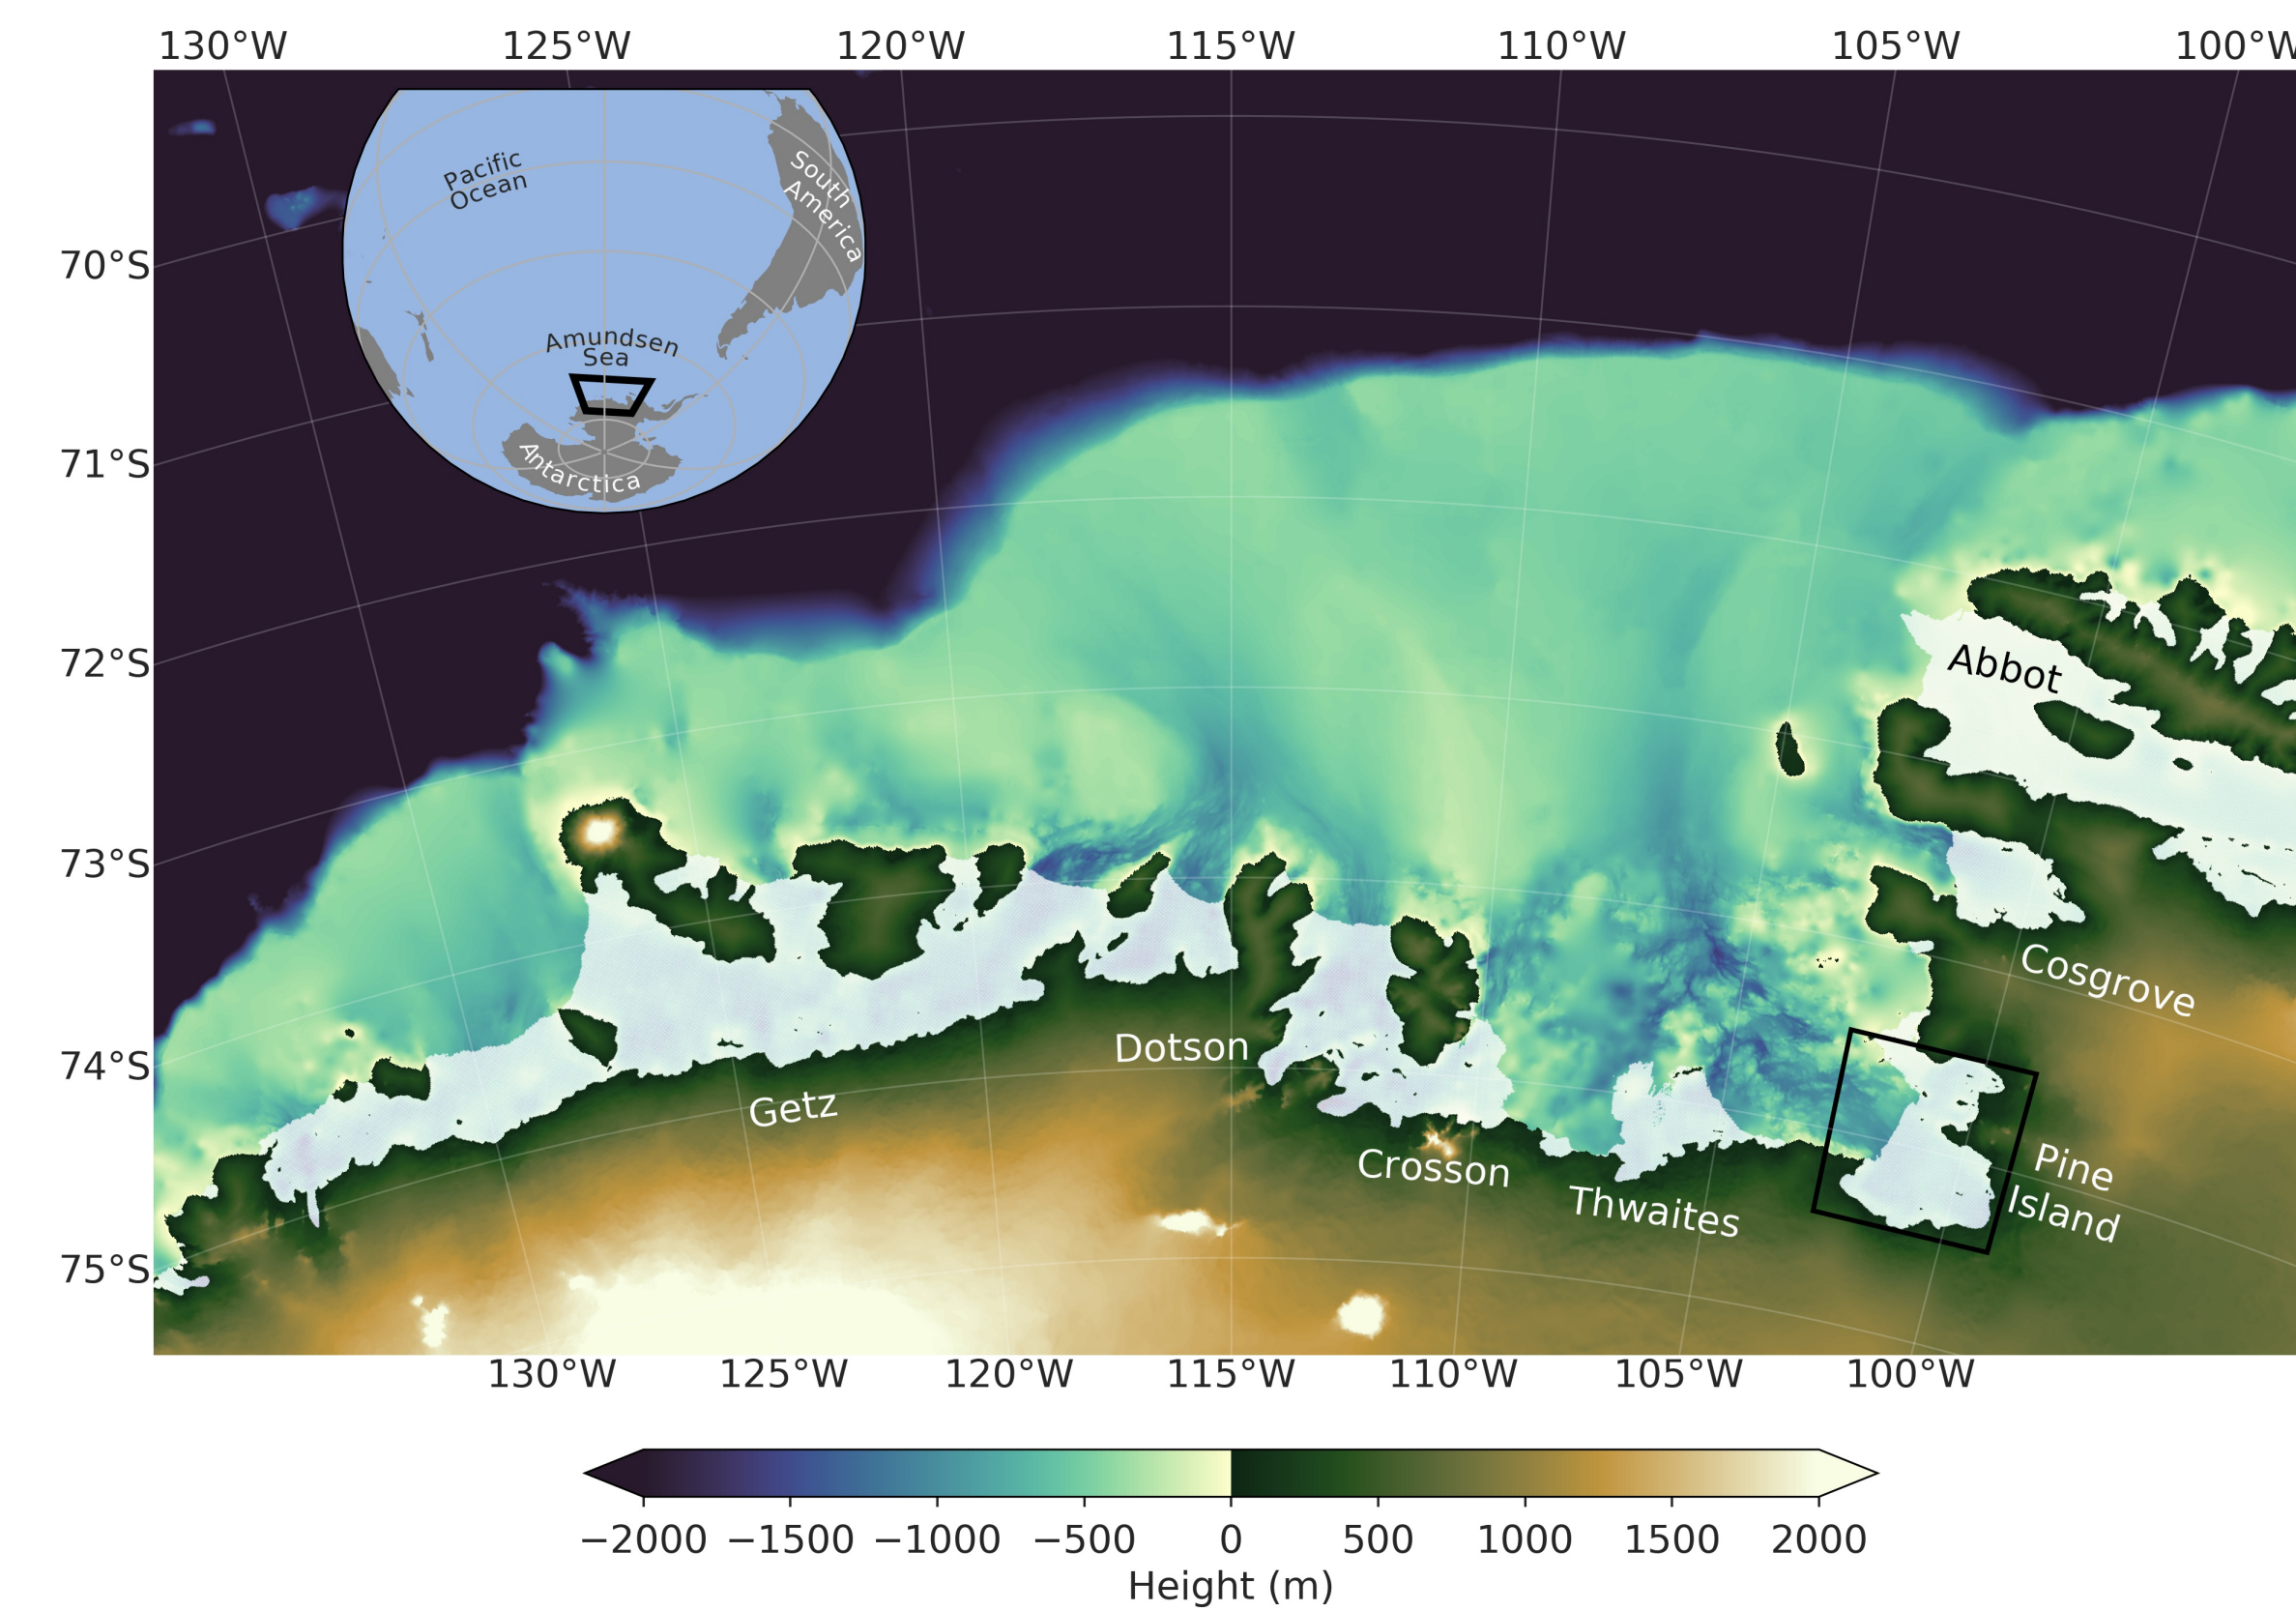 130°W 125°W 120°W 115°W 110°W 105°W 100°W
Pacific
Ocean
South
America
Amundsen
Sea
Antarctica
70°S
71°S
72°S
73°S
74°S
75°S
Abbot
Cosgrove
Dotson
Getz
Crosson
Thwaites
Pine
Island
130°W 125°W 120°W 115°W 110°W 105°W 100°W
−2000 −1500 −1000 −500 0 500 1000 1500 2000
Height (m)